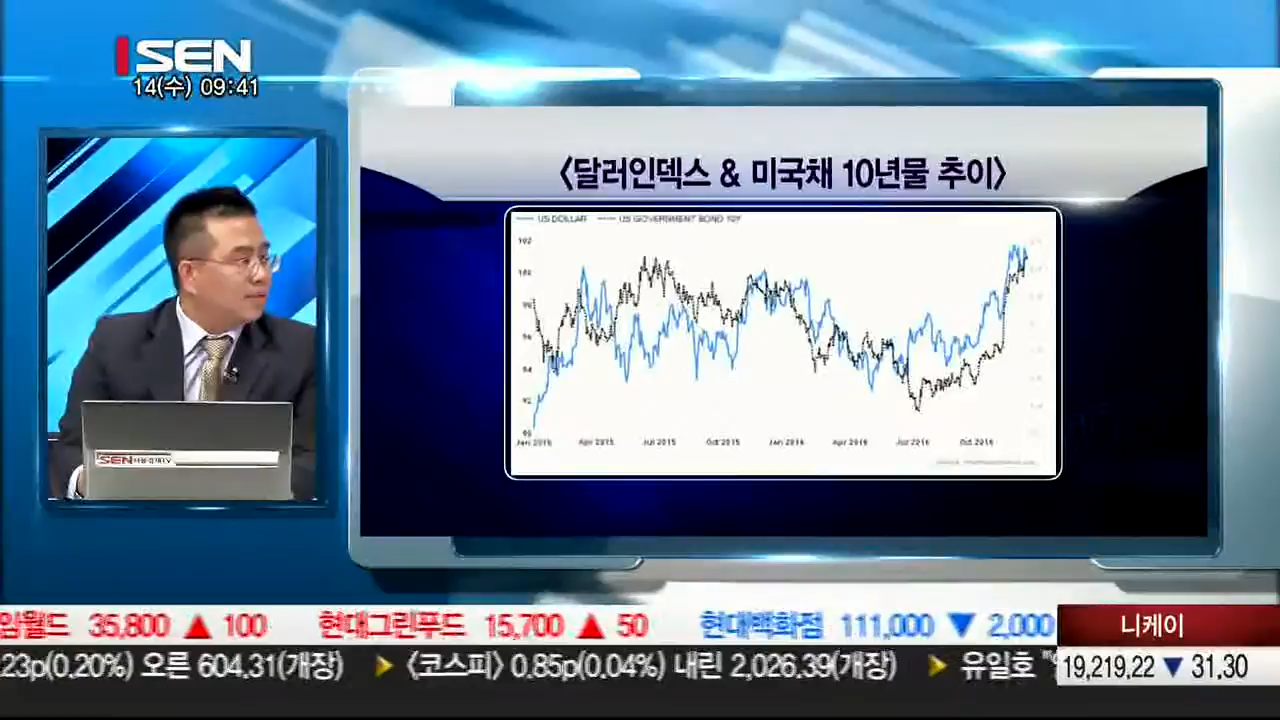 SEN
14(수) 09:41
〈달러인덱스 & 미국채 10년물 추이〉
US DOLLAR US GOVERNMENT BOND 10Y
102
100
98
96
94
92
90
Jan 2015 Apr 2015 Jul 2015 Oct 2015 Jan 2016 Apr 2016 Jul 2016 Oct 2016
SEN
월드 35,800 ▲ 100 현대그린푸드 15,700 ▲ 50 현대백화점 111,000 ▼ 2,000
니케이
.23p(0.20%) 오른 604.31(개장) 〈코스피〉 0.85p(0.04%) 내린 2,026.39(개장) 유일호
19,219.22 ▼ 31.30